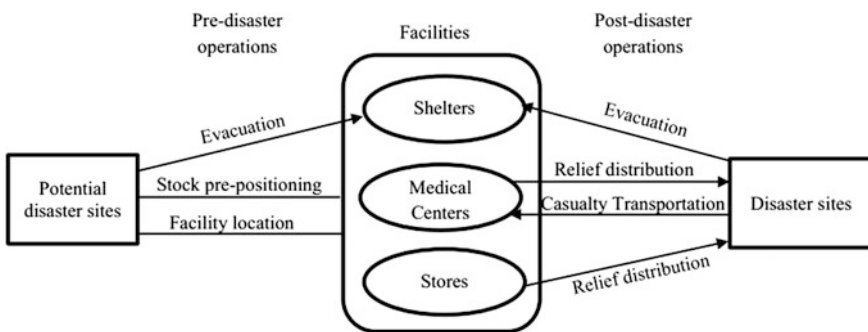 Pre-disaster
operations
Facilities
Post-disaster
operations
Shelters
Evacuation
Evacuation
Potential
disaster sites
Stock pre-positioning
Facility location
Medical
Centers
Relief distribution
Casualty Transportation
Disaster sites
Stores
Relief distribution